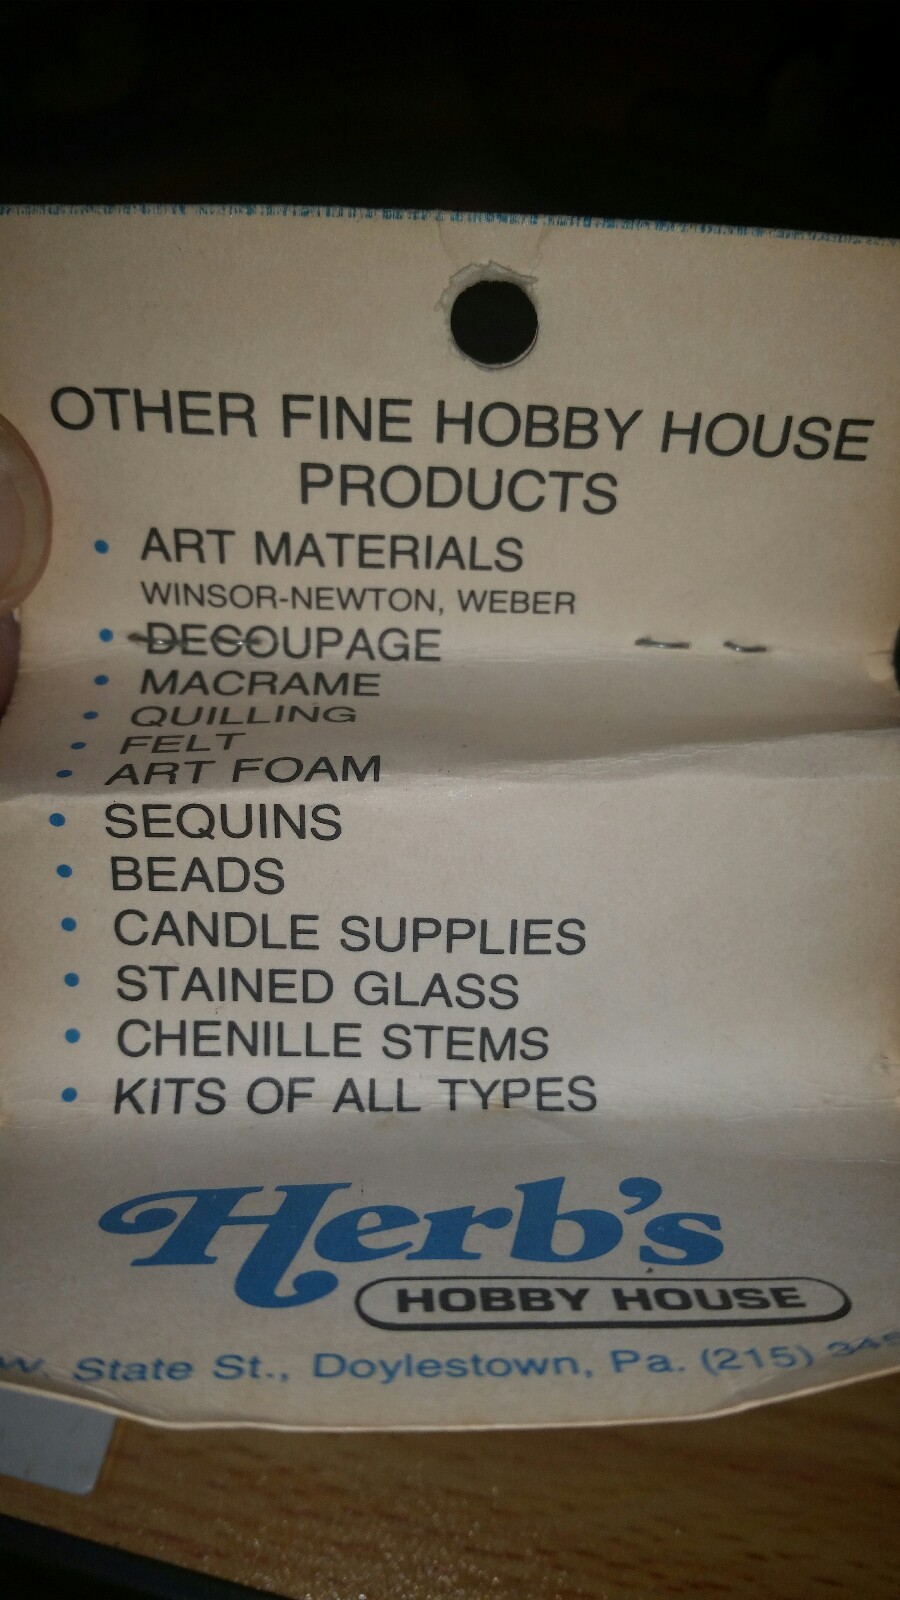 OTHER FINE HOBBY HOUSE
PRODUCTS
• ART MATERIALS
WINSOR-NEWTON, WEBER
• DECOUPAGE
• MACRAME
• QUILLING
• FELT
• ART FOAM
• SEQUINS
• BEADS
• CANDLE SUPPLIES
• STAINED GLASS
• CHENILLE STEMS
• KITS OF ALL TYPES
Herb's
HOBBY HOUSE
W. State St., Doylestown, Pa. (215) 345